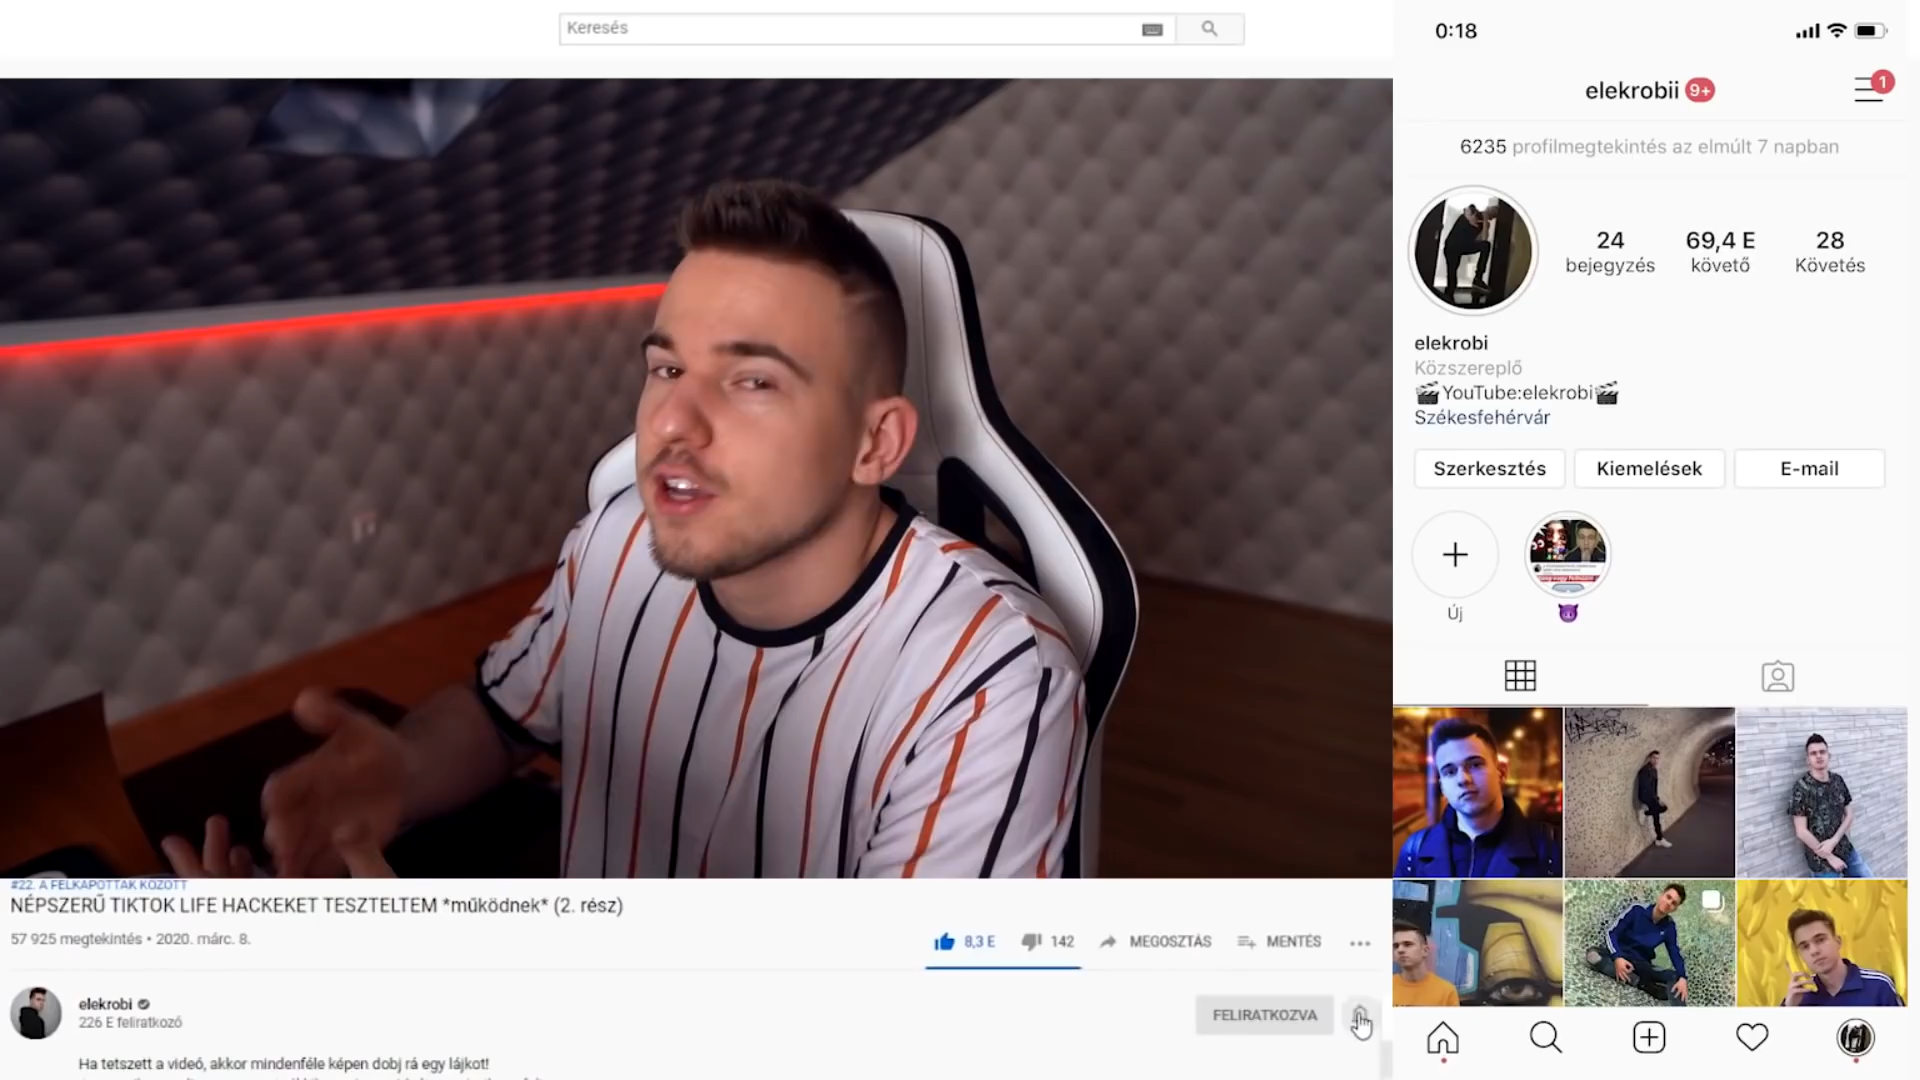 Keresés
#22. A FELKAPOTTAK KÖZÖTT
NÉPSZERŰ TIKTOK LIFE HACKEKET TESZTELTEM *működnek* (2. rész)
57 925 megtekintés • 2020. márc. 8.
8,3 E
142
MEGOSZTÁS
MENTÉS
elekrobi
226 E feliratkozó
FELIRATKOZVA
Ha tetszett a videó, akkor mindenféle képen dobj rá egy lájkot!
0:18
elekrobii 9+
1
6235 profilmegtekintés az elmúlt 7 napban
24
bejegyzés
69,4 E
követő
28
Követés
elekrobi
Közszereplő
🎬YouTube:elekrobi🎬
Székesfehérvár
Szerkesztés
Kiemelések
E-mail
Új
😈